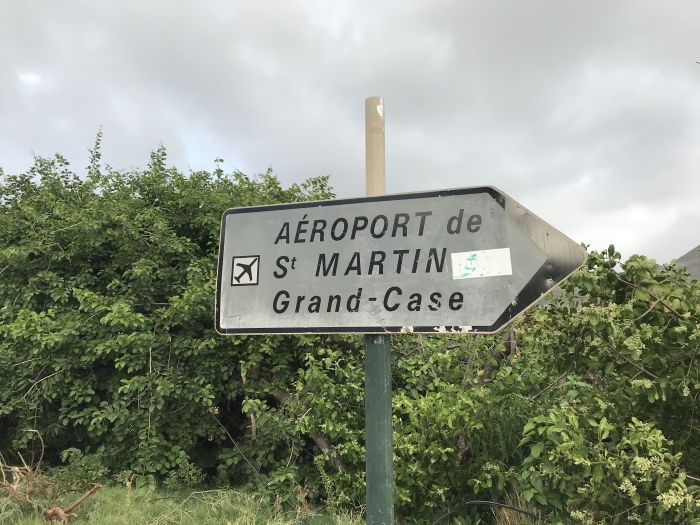 AÉROPORT de
St MARTIN
Grand-Case